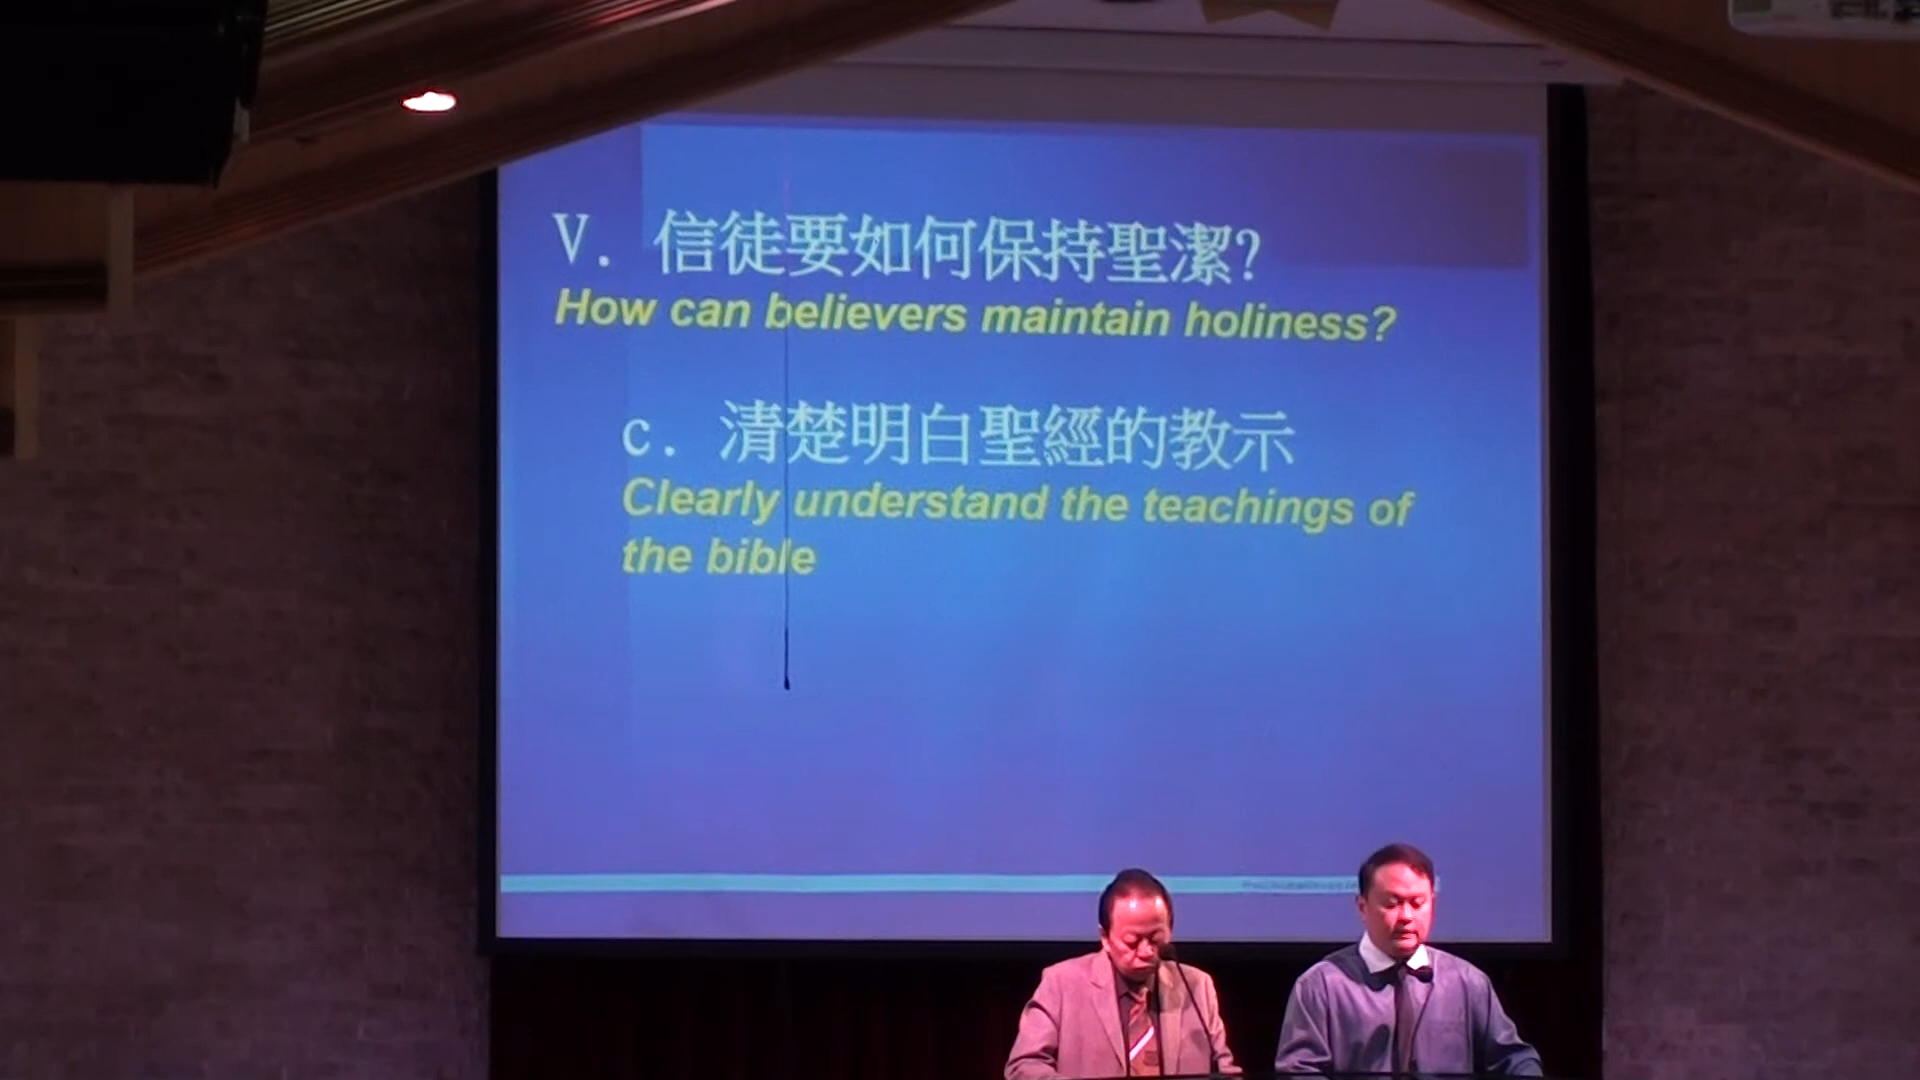 V. 信徒要如何保持聖潔?
How can believers maintain holiness?
c. 清楚明白聖經的教示
Clearly understand the teachings of
the bible